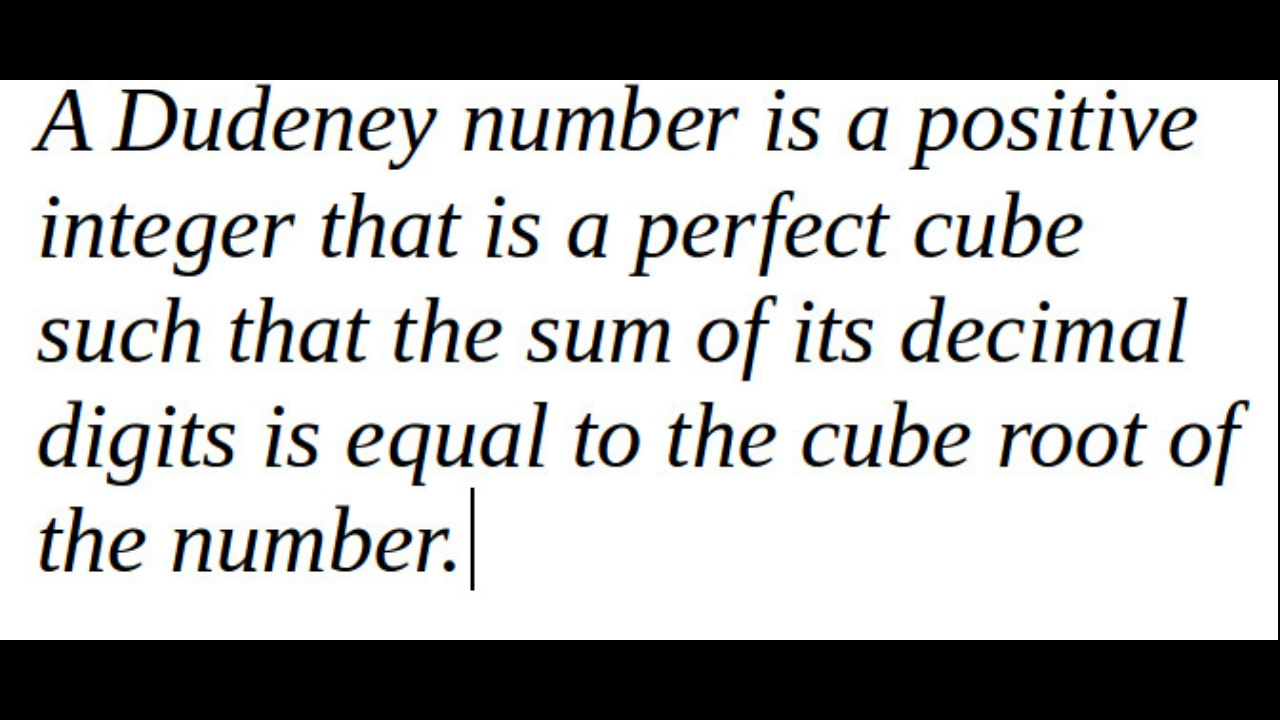 A Dudeney number is a positive
integer that is a perfect cube
such that the sum of its decimal
digits is equal to the cube root of
the number.